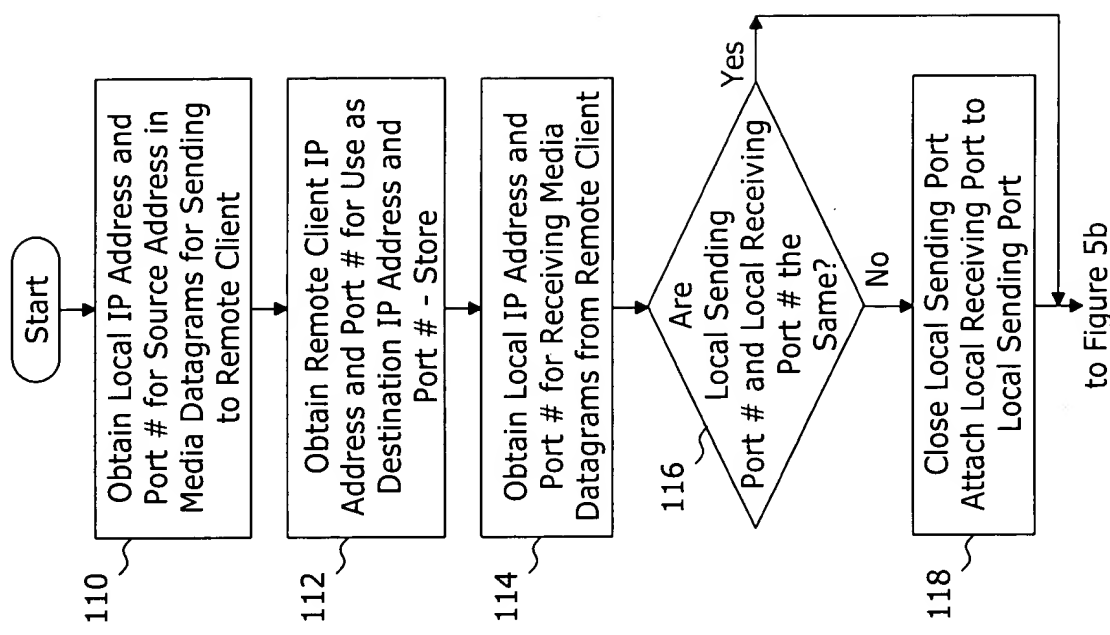 Start
110
Obtain Local IP Address and
Port # for Source Address in
Media Datagrams for Sending
to Remote Client
112
Obtain Remote Client IP
Address and Port # for Use as
Destination IP Address and
Port # - Store
114
Obtain Local IP Address and
Port # for Receiving Media
Datagrams from Remote Client
116
Are
Local Sending
Port # and Local Receiving
Port # the
Same?
Yes
No
118
Close Local Sending Port
Attach Local Receiving Port to
Local Sending Port
to Figure 5b